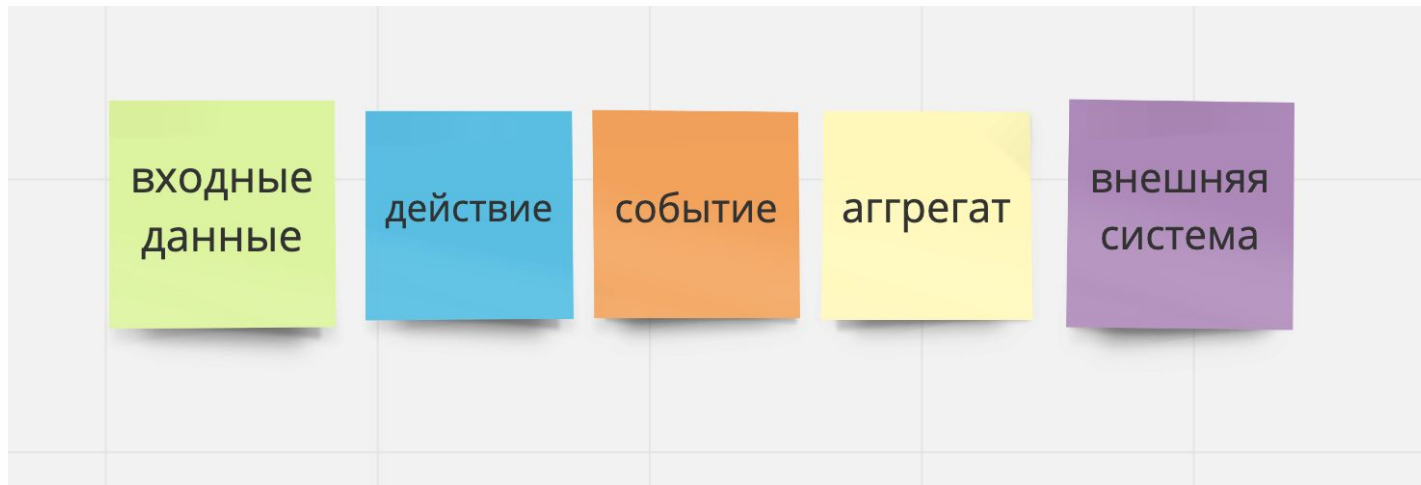 входные
данные
действие
событие
аггрегат
внешняя
система